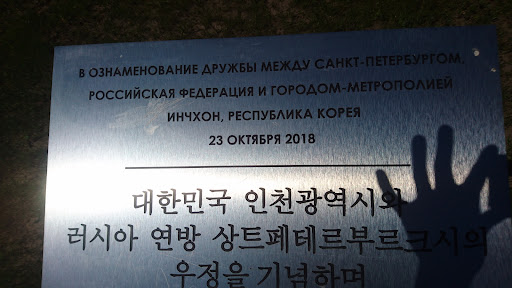 В ОЗНАМЕНОВАНИЕ ДРУЖБЫ МЕЖДУ САНКТ-ПЕТЕРБУРГОМ,
РОССИЙСКАЯ ФЕДЕРАЦИЯ И ГОРОДОМ-МЕТРОПОЛИЕЙ
ИНЧХОН, РЕСПУБЛИКА КОРЕЯ
23 ОКТЯБРЯ 2018
대한민국 인천광역시와
러시아 연방 상트페테르부르크시의
우정을 기념하며